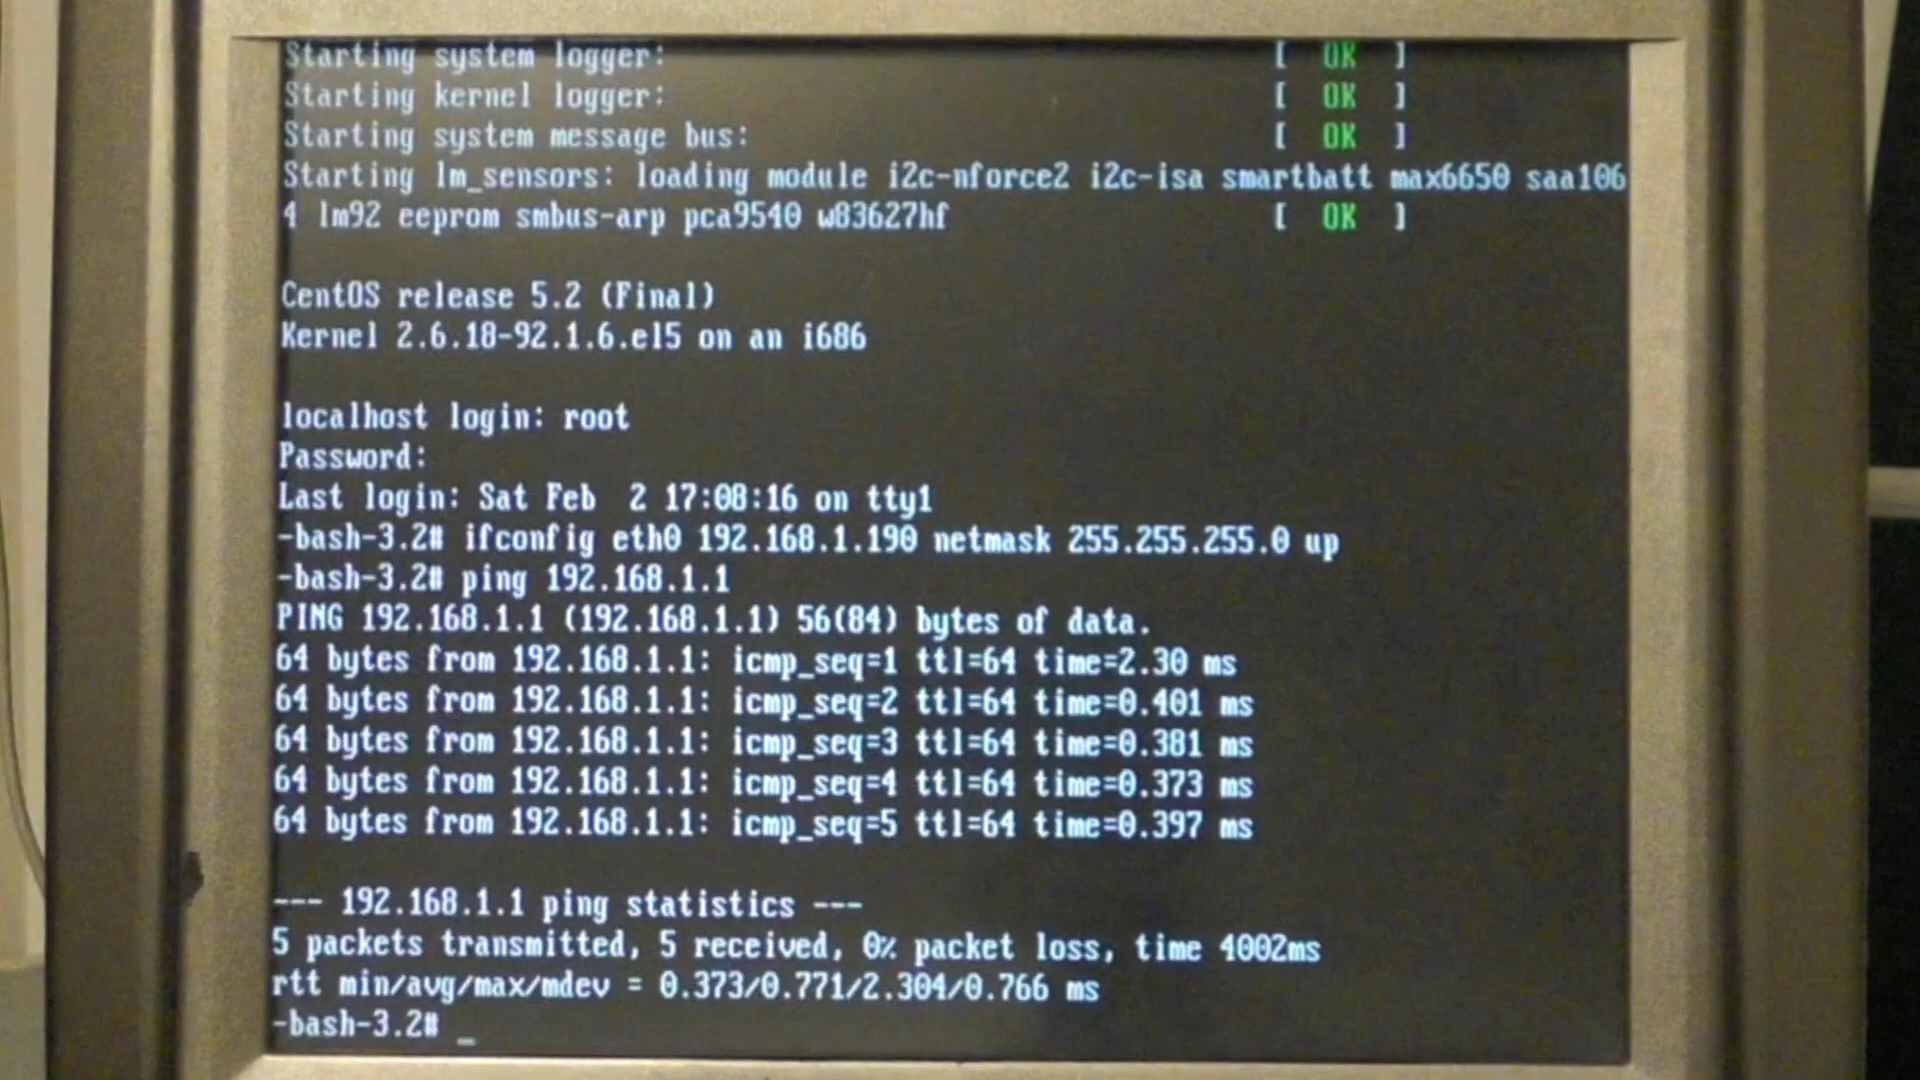 Starting system logger: [ OK ]
Starting kernel logger: [ OK ]
Starting system message bus: [ OK ]
Starting lm_sensors: loading module i2c-nforce2 i2c-isa smartbatt max6650 saa106
4 lm92 eeprom smbus-arp pca9540 w83627hf [ OK ]
CentOS release 5.2 (Final)
Kernel 2.6.18-92.1.6.el5 on an i686
localhost login: root
Password:
Last login: Sat Feb  2 17:08:16 on tty1
-bash-3.2# ifconfig eth0 192.168.1.190 netmask 255.255.255.0 up
-bash-3.2# ping 192.168.1.1
PING 192.168.1.1 (192.168.1.1) 56(84) bytes of data.
64 bytes from 192.168.1.1: icmp_seq=1 ttl=64 time=2.30 ms
64 bytes from 192.168.1.1: icmp_seq=2 ttl=64 time=0.401 ms
64 bytes from 192.168.1.1: icmp_seq=3 ttl=64 time=0.381 ms
64 bytes from 192.168.1.1: icmp_seq=4 ttl=64 time=0.373 ms
64 bytes from 192.168.1.1: icmp_seq=5 ttl=64 time=0.397 ms
--- 192.168.1.1 ping statistics ---
5 packets transmitted, 5 received, 0% packet loss, time 4002ms
rtt min/avg/max/mdev = 0.373/0.771/2.304/0.766 ms
-bash-3.2# _